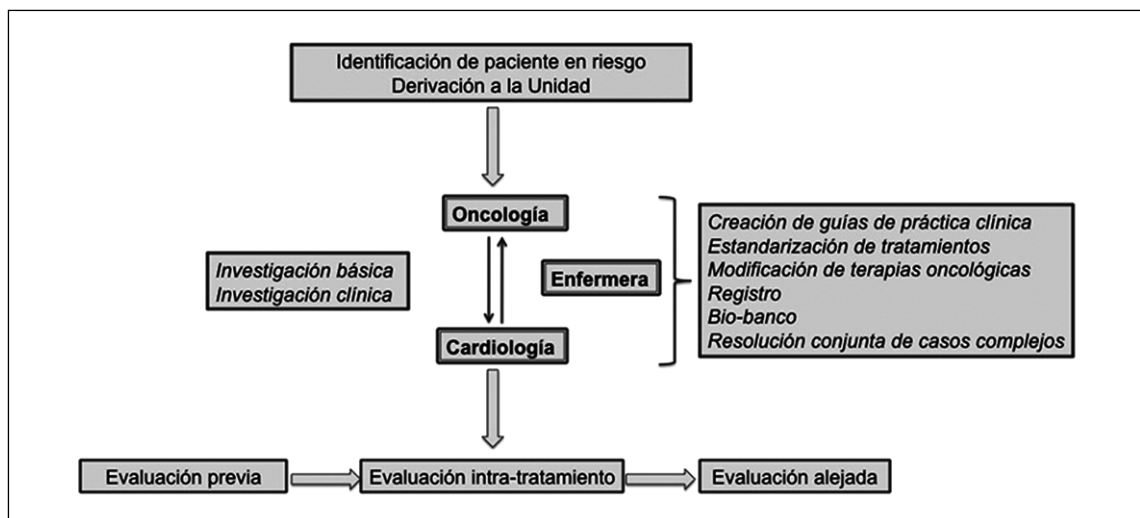 Identificación de paciente en riesgo
Derivación a la Unidad
Oncología
Investigación básica
Investigación clínica
Enfermera
Cardiología
Creación de guías de práctica clínica
Estandarización de tratamientos
Modificación de terapias oncológicas
Registro
Bio-banco
Resolución conjunta de casos complejos
Evaluación previa
Evaluación intra-tratamiento
Evaluación alejada